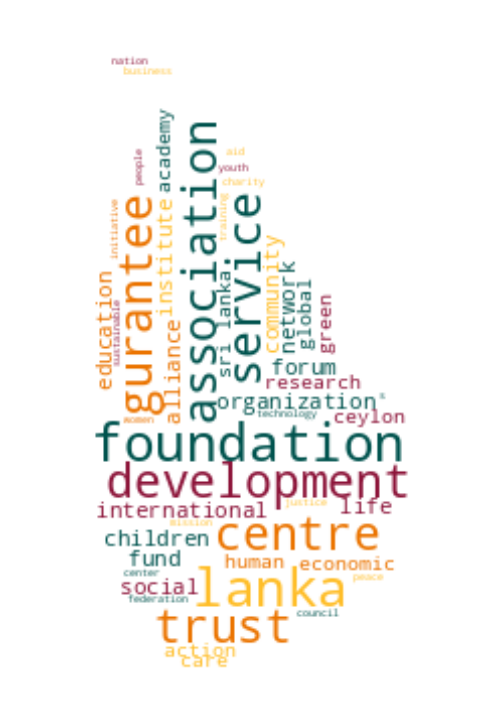 nation
business
academy
association
aid
people
youth
charity
gurantee
initiative
institute
training
service
community
education
sustainable
alliance
sri lanka
network
global
green
forum
research
organization
s
women
technology
ceylon
foundation
development
international
justice
life
mission
children
centre
fund
human
economic
center
peace
social
lanka
federation
council
trust
action
care